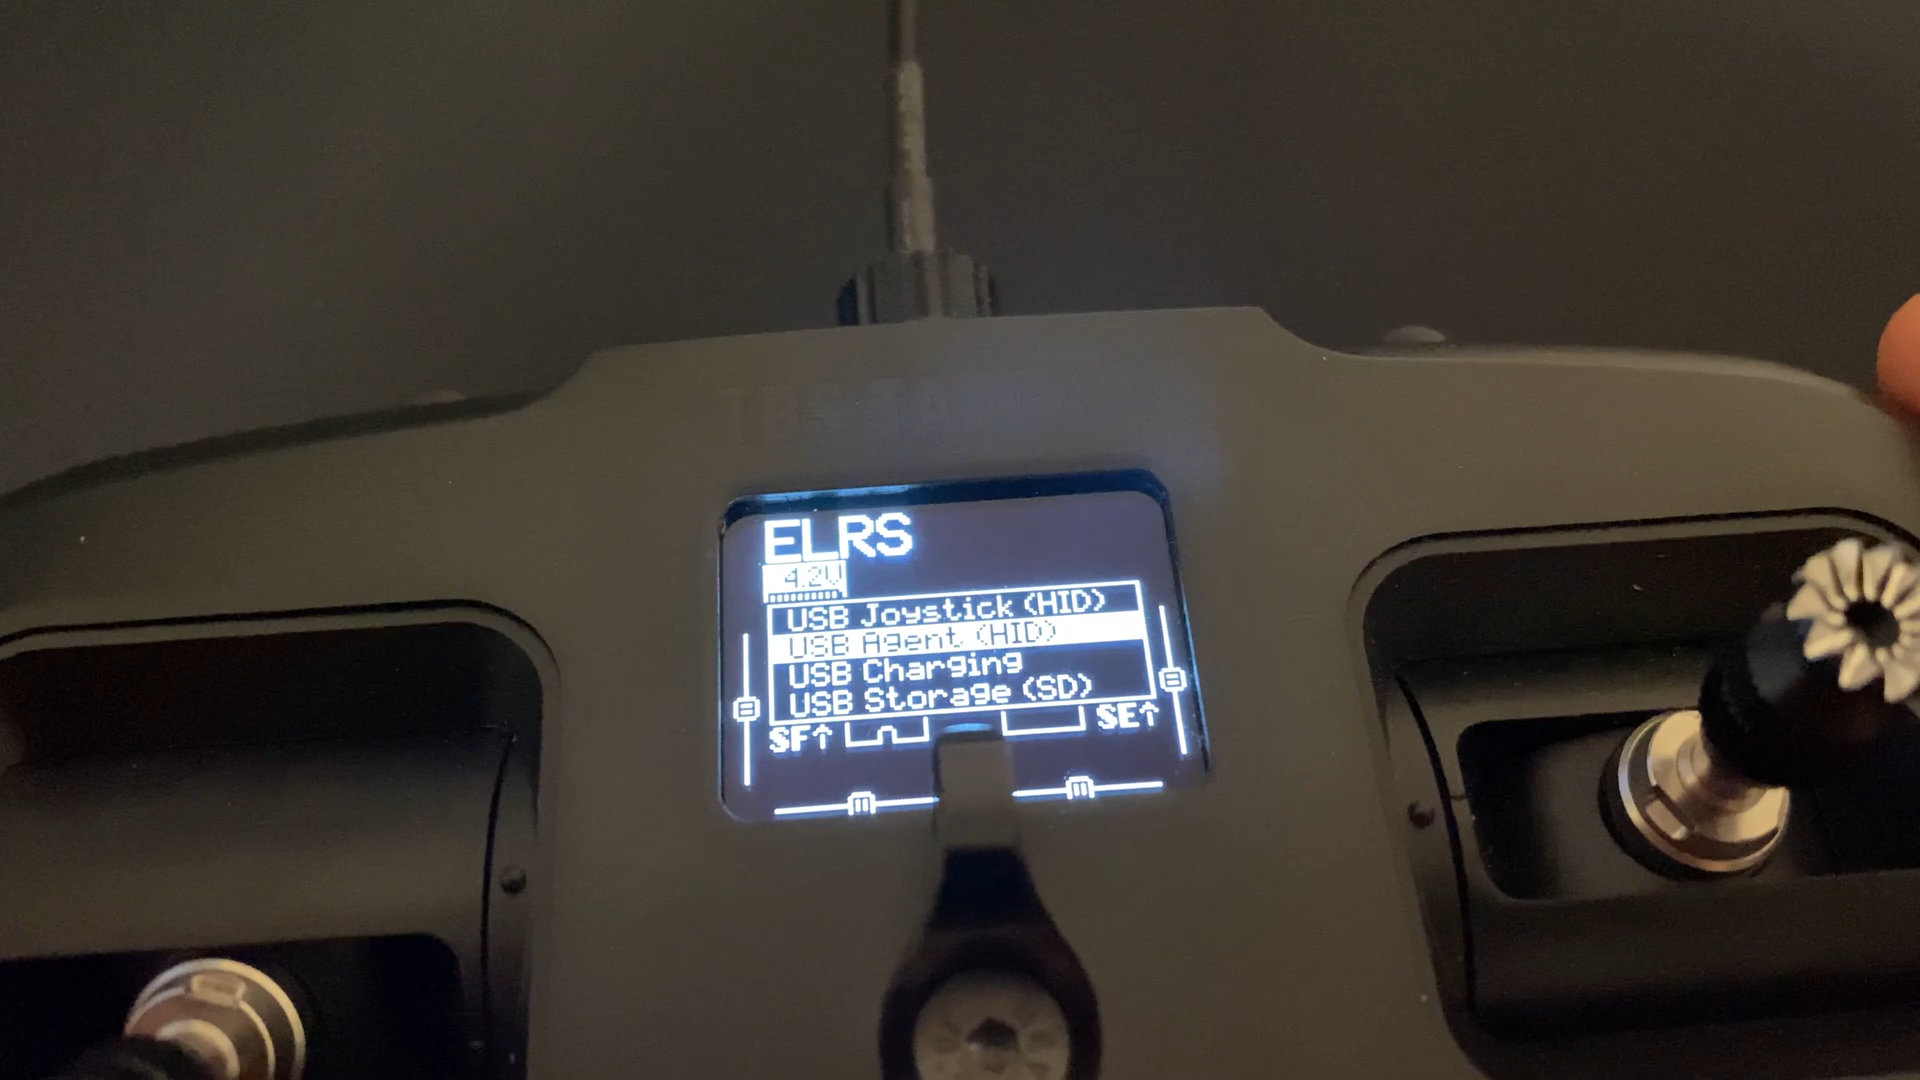 ELRS
4.2V
USB Joystick (HID)
USB Agent (HID)
USB Charging
USB Storage (SD)
SF↑ SE↑